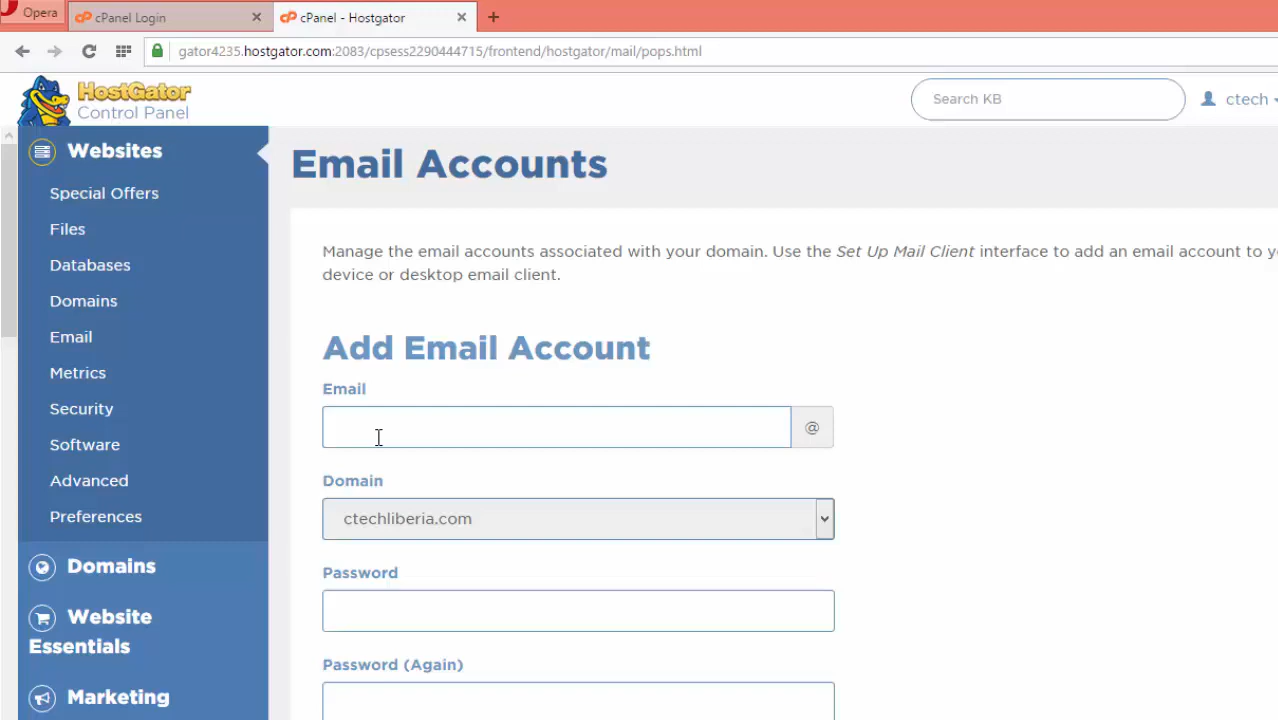 Opera
cPanel Login
cPanel - Hostgator
gator4235.hostgator.com:2083/cpsess2290444715/frontend/hostgator/mail/pops.html
HostGator
Control Panel
Search KB
ctech
Websites
Special Offers
Files
Databases
Domains
Email
Metrics
Security
Software
Advanced
Preferences
Domains
Website
Essentials
Marketing
Email Accounts
Manage the email accounts associated with your domain. Use the Set Up Mail Client interface to add an email account to
device or desktop email client.
Add Email Account
Email
@
Domain
ctechliberia.com
Password
Password (Again)